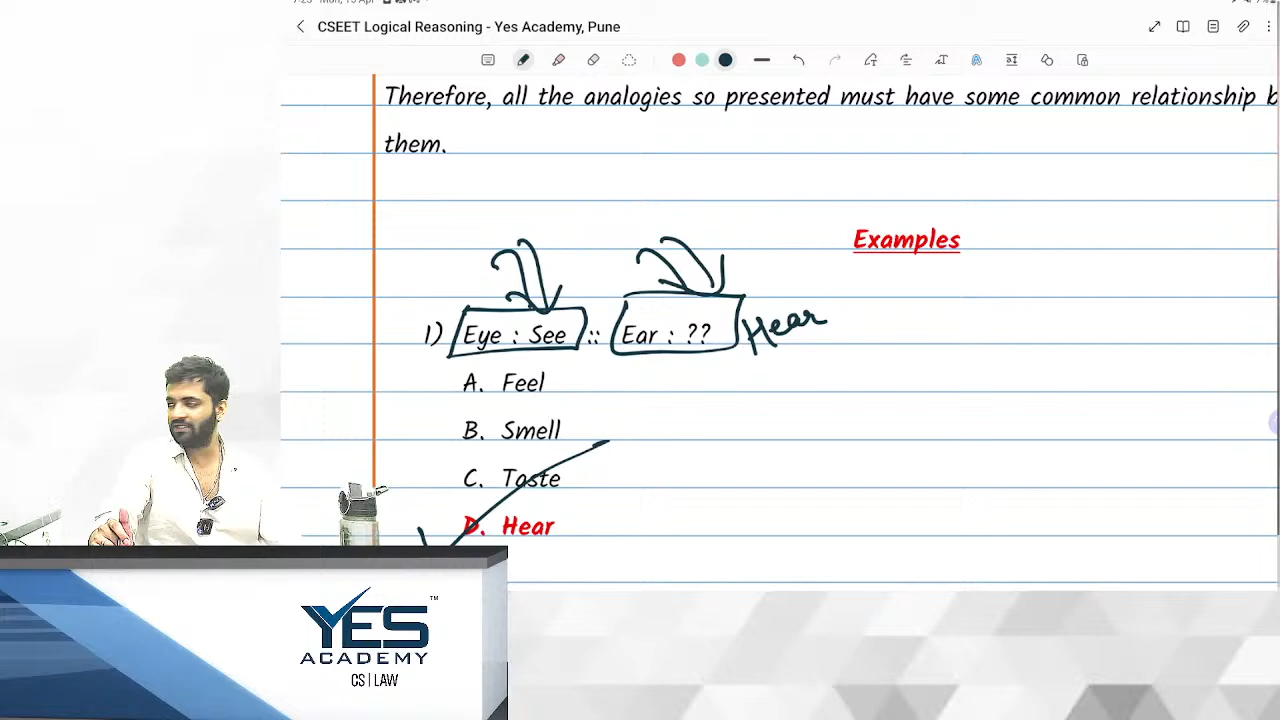 CSEET Logical Reasoning - Yes Academy, Pune
Therefore, all the analogies so presented must have some common relationship
them.
Examples
1) Eye : See :: Ear : ?? Hear
A. Feel
B. Smell
C. Taste
D. Hear
YES™
ACADEMY
CS | LAW